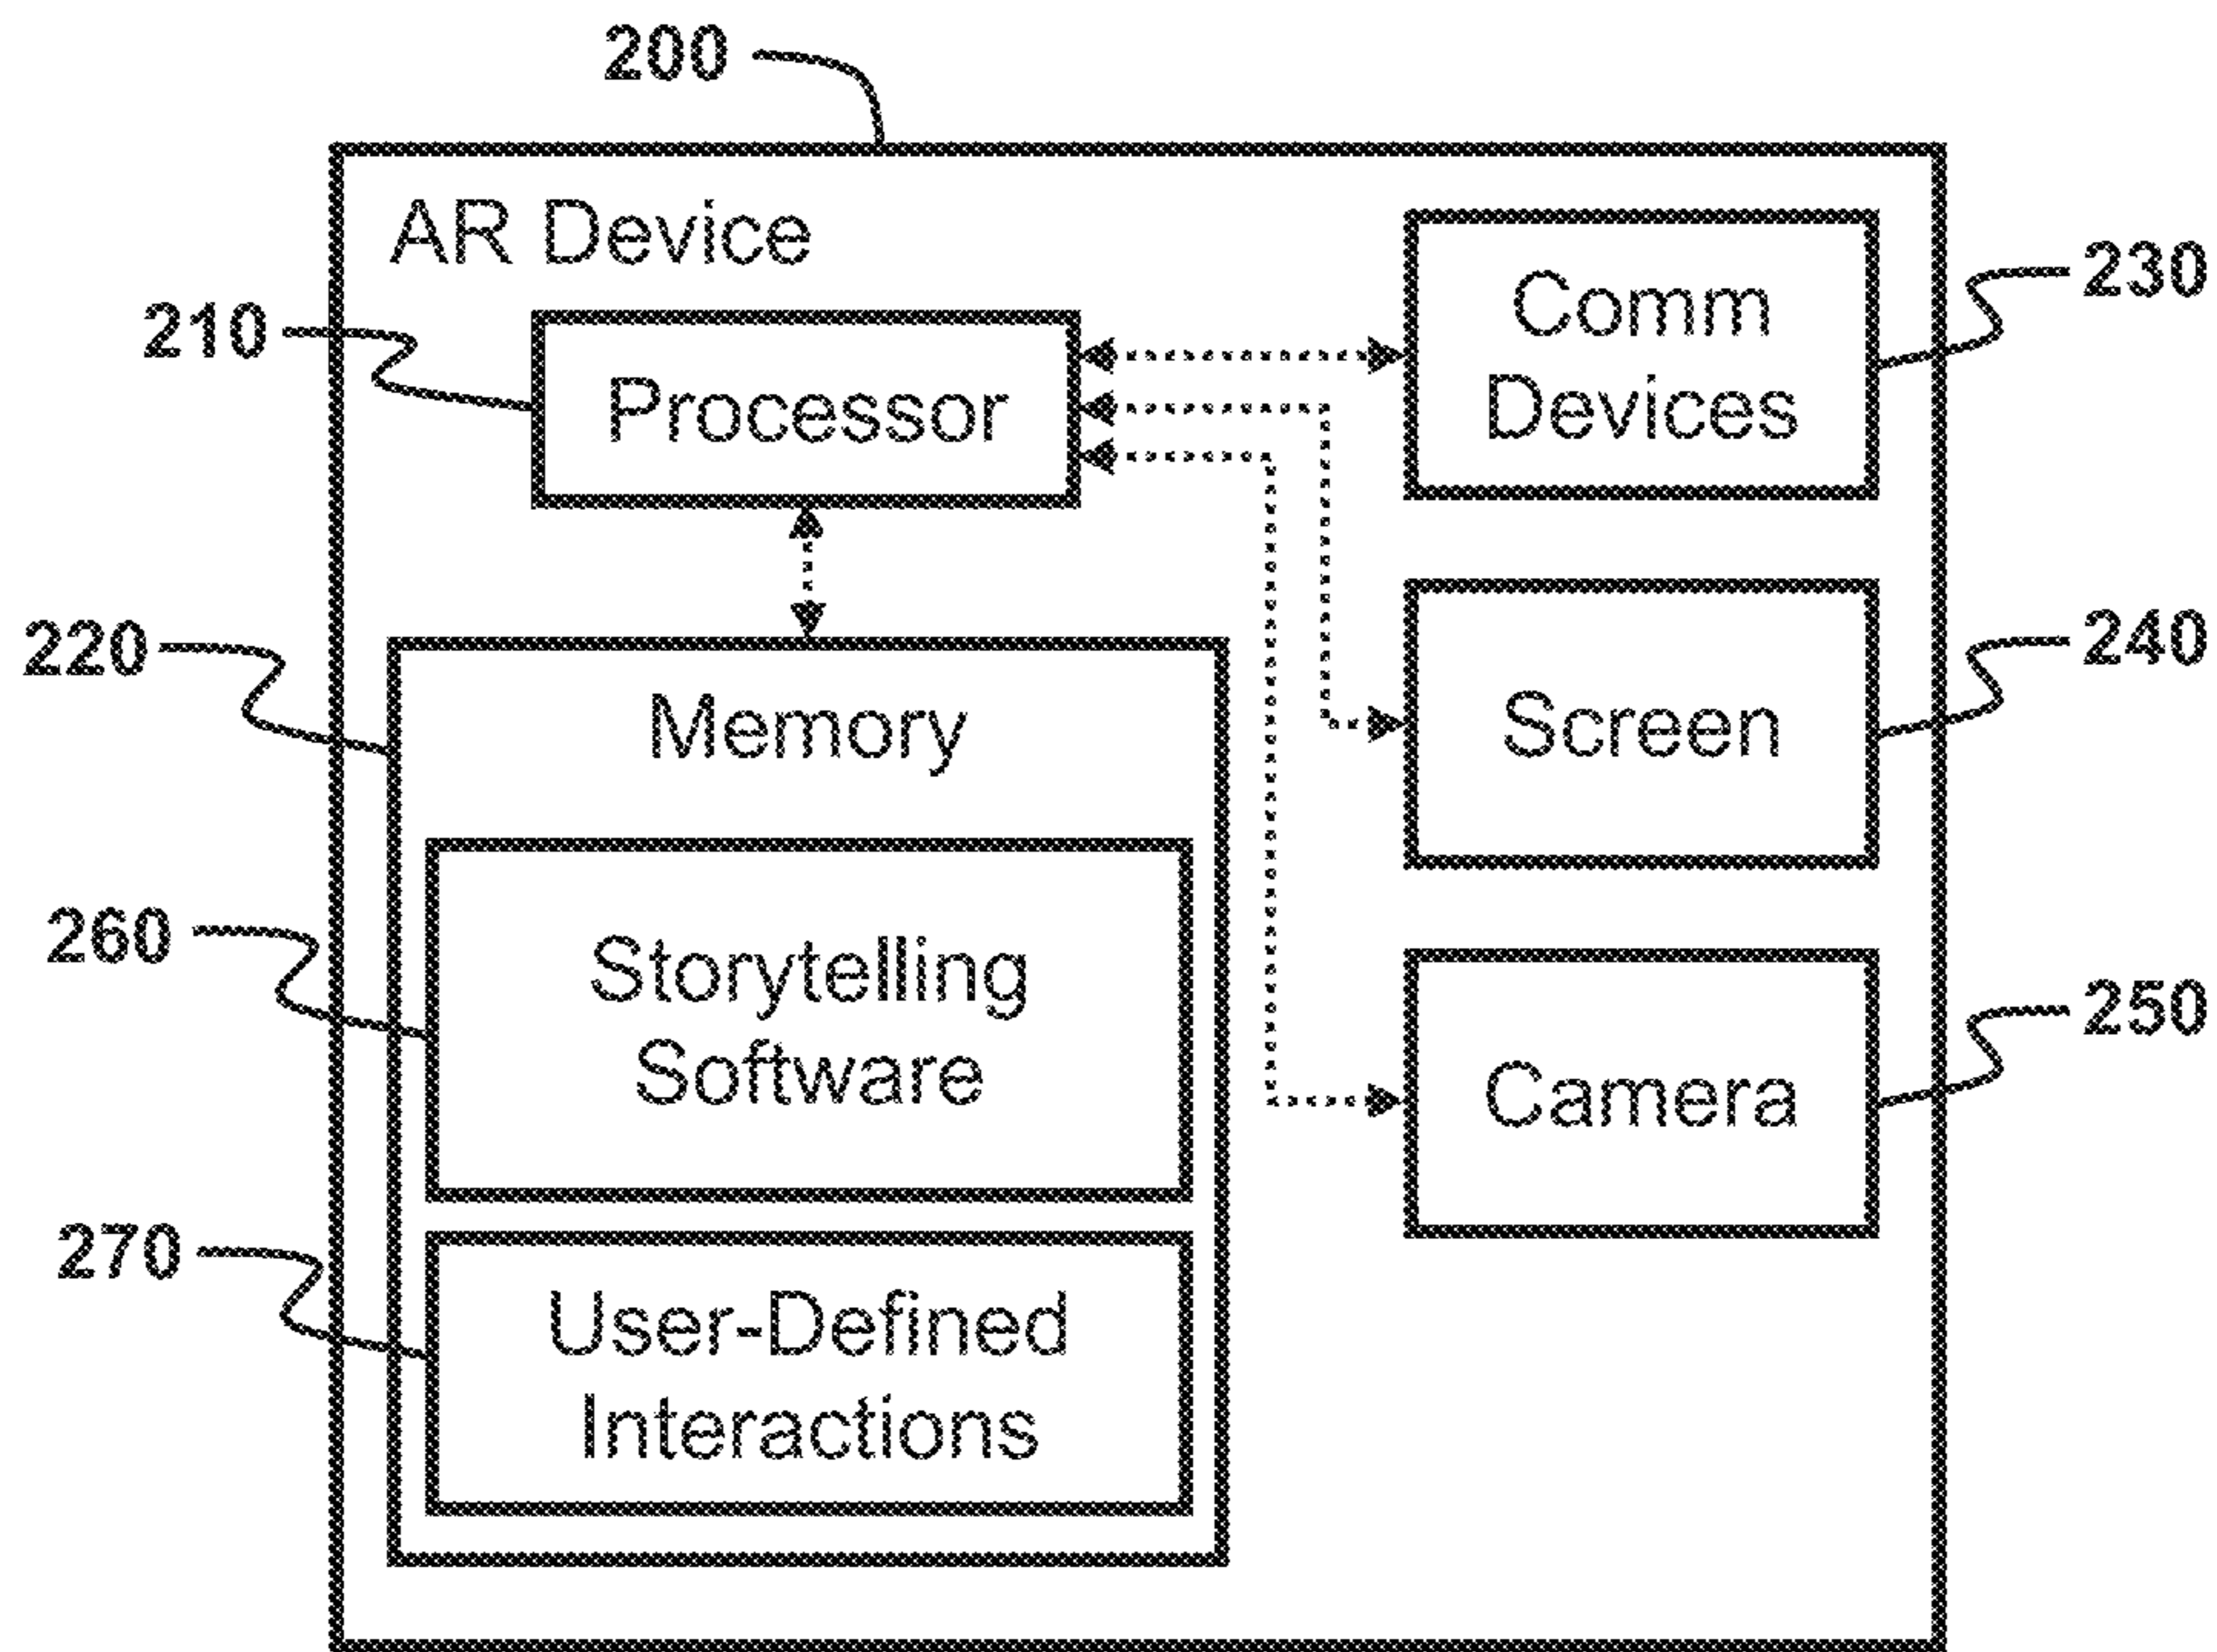 200
AR Device
210
Processor
Comm
Devices
230
220
Memory
Screen
240
260
Storytelling
Software
Camera
250
270
User-Defined
Interactions